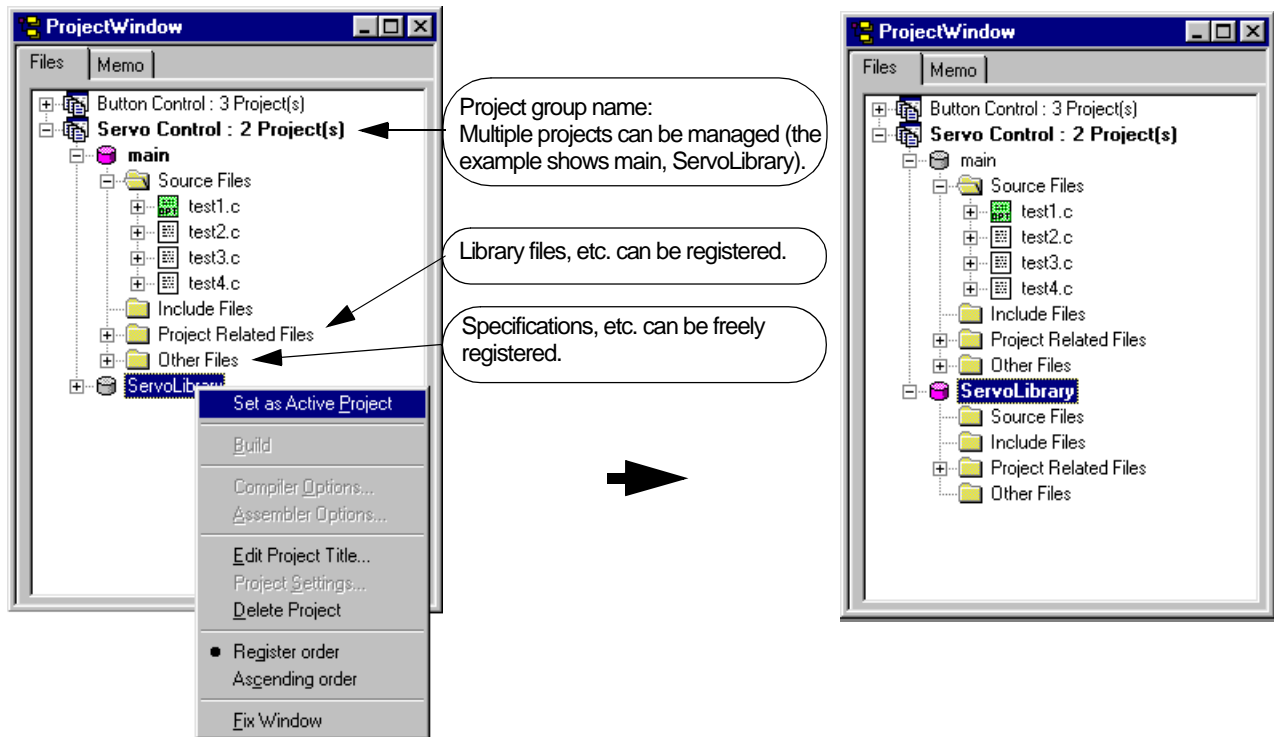 ProjectWindow
Files
Memo
Button Control : 3 Project(s)
Servo Control : 2 Project(s)
main
Source Files
test1.c
test2.c
test3.c
test4.c
Include Files
Project Related Files
Other Files
ServoLibrary
Set as Active Project
Build
Compiler Options...
Assembler Options...
Edit Project Title...
Project Settings...
Delete Project
Register order
Ascending order
Fix Window
Project group name:
Multiple projects can be managed (the
example shows main, ServoLibrary).
Library files, etc. can be registered.
Specifications, etc. can be freely
registered.
ProjectWindow
Files
Memo
Button Control : 3 Project(s)
Servo Control : 2 Project(s)
main
Source Files
test1.c
test2.c
test3.c
test4.c
Include Files
Project Related Files
Other Files
ServoLibrary
Source Files
Include Files
Project Related Files
Other Files